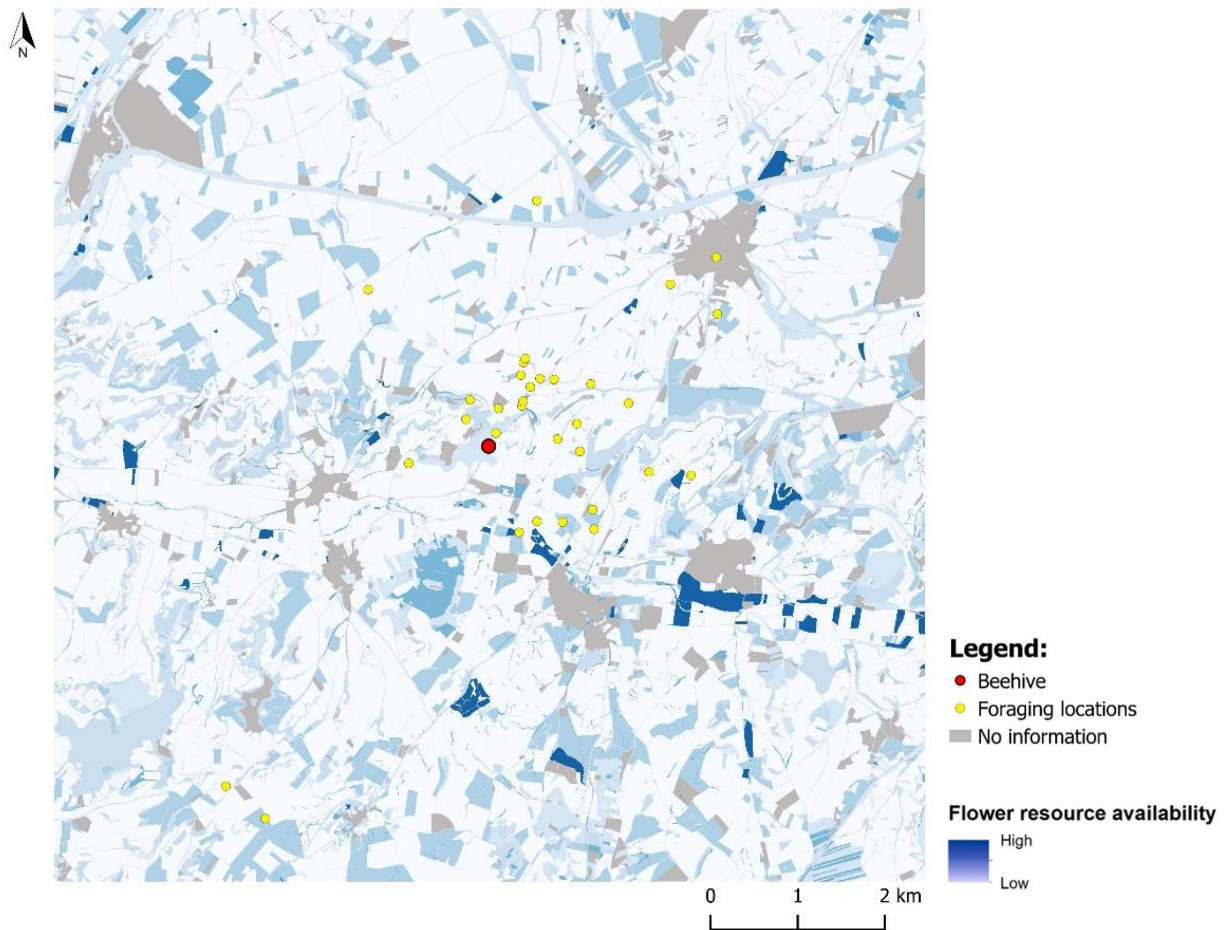 N
Legend:
Beehive
Foraging locations
No information
Flower resource availability
High
Low
0 1 2 km